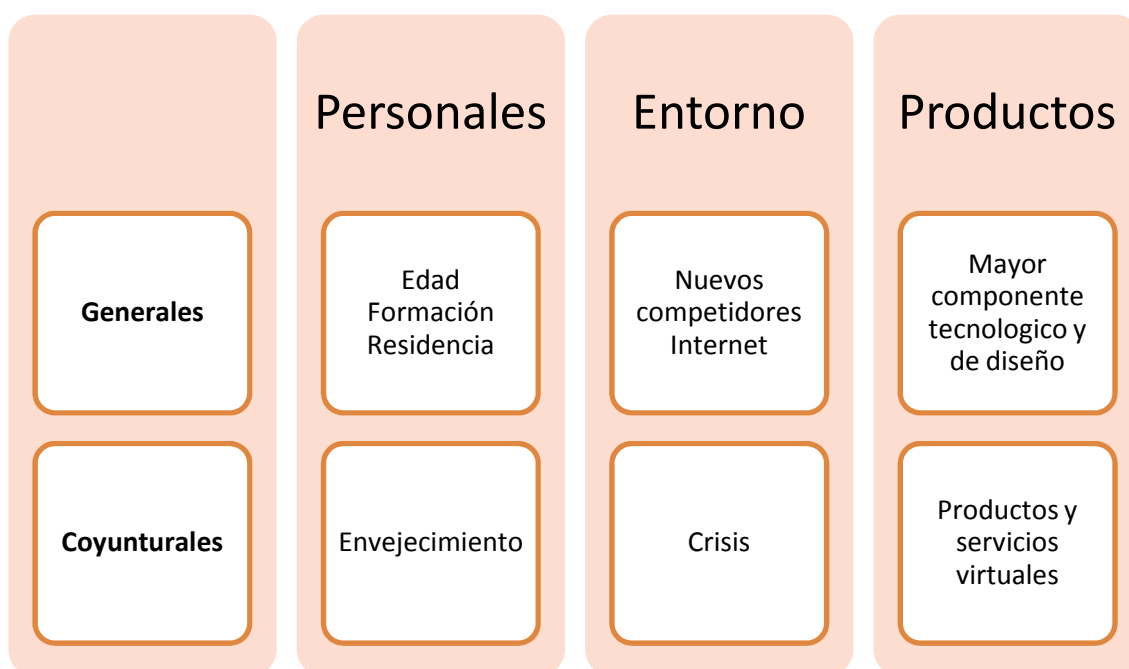 Personales
Entorno
Productos
Generales
Edad
Formación
Residencia
Nuevos
competidores
Internet
Mayor
componente
tecnologico y
de diseño
Coyunturales
Envejecimiento
Crisis
Productos y
servicios
virtuales